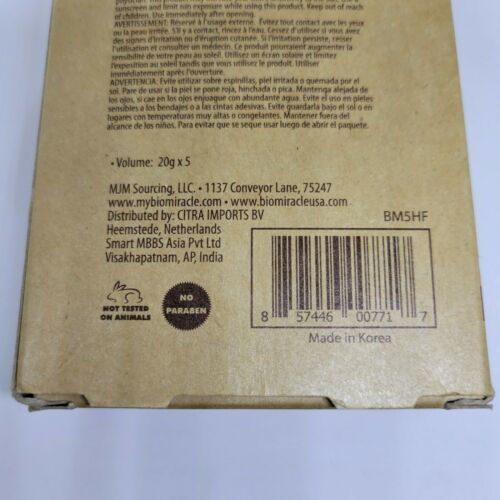 sunscreen and limit sun exposure while using this product. Keep out of reach
of children. Use immediately after opening.
AVERTISSEMENT: Réservé à l'usage externe. Évitez tout contact avec les yeux
ou la peau irritée. S'il y a contact, rincez à l'eau. Cessez d'utiliser s'il y a
des signes d'irritation ou d'éruption cutanée. Si l'irritation persiste, cessez
d'utiliser et consulter un médecin. Ce produit pourraient augmenter la
sensibilité de votre peau au soleil. Utilisez un écran solaire et limitez
l'exposition au soleil tandis que vous utilisez le produit. Utiliser
immédiatement après l'ouverture.
ADVERTENCIA: Evite utilizar sobre espinillas, piel irritada o quemada por el
sol. Pare de usar si la piel se pone roja, hinchada o pica. Mantenga alejada de
los ojos, si cae en los ojos enjuague con abundante agua. Evite el uso en pieles
sensibles a los bendajes o a las cintas adesivas. Evite guardarla bajo el sol o en
lugares con temperaturas muy altas o congelantes. Mantener fuera del
alcance de los niños. Para evitar que se seque usar luego de abrir el paquete.
• Volume: 20g x 5
MJM Sourcing, LLC. • 1137 Conveyor Lane, 75247
www.mybiomiracle.com • www.biomiracleusa.com
Distributed by: CITRA IMPORTS BV
Heemstede, Netherlands
Smart MBBS Asia Pvt Ltd
Visakhapatnam, AP, India
BM5HF
NOT TESTED
ON ANIMALS
NO
PARABEN
8 57446 00771 7
Made in Korea